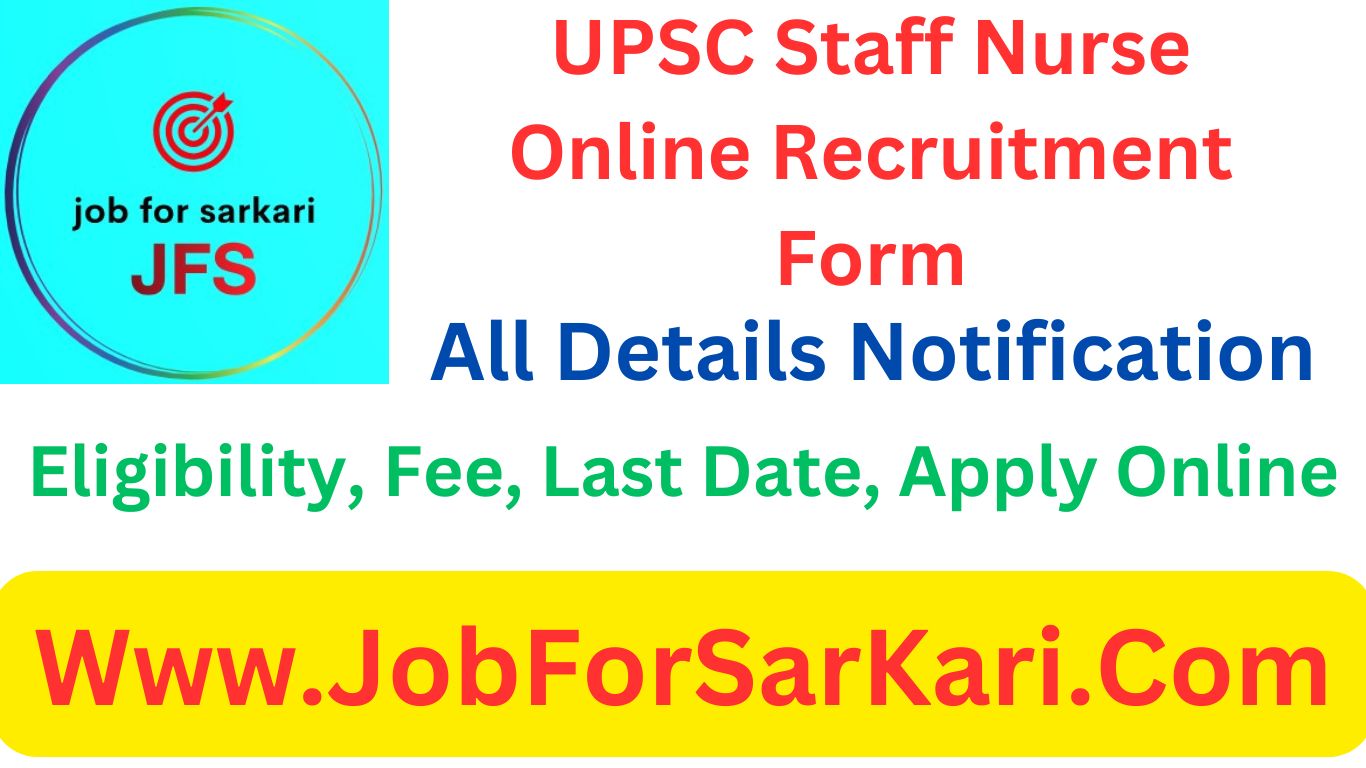 job for sarkari
JFS
UPSC Staff Nurse
Online Recruitment
Form
All Details Notification
Eligibility, Fee, Last Date, Apply Online
Www.JobForSarKari.Com